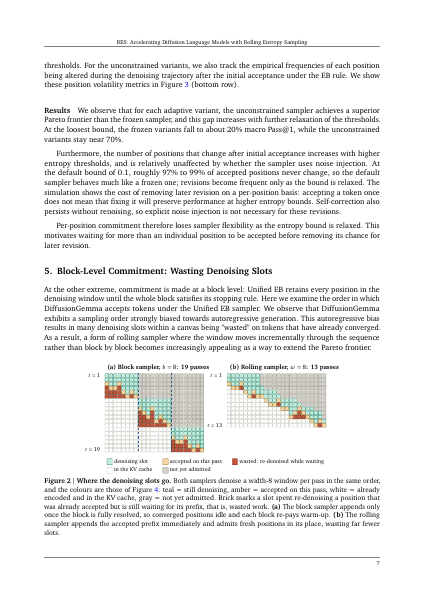 RES: Accelerating Diffusion Language Models with Rolling Entropy Sampling
thresholds. For the unconstrained variants, we also track the empirical frequencies of each position
being altered during the denoising trajectory after the initial acceptance under the EB rule. We show
these position volatility metrics in Figure 3 (bottom row).
Results We observe that for each adaptive variant, the unconstrained sampler achieves a superior
Pareto frontier than the frozen sampler, and this gap increases with further relaxation of the thresholds.
At the loosest bound, the frozen variants fall to about 20% macro Pass@1, while the unconstrained
variants stay near 70%.
Furthermore, the number of positions that change after initial acceptance increases with higher
entropy thresholds, and is relatively unaffected by whether the sampler uses noise injection. At
the default bound of 0.1, roughly 97% to 99% of accepted positions never change, so the default
sampler behaves much like a frozen one; revisions become frequent only as the bound is relaxed. The
simulation shows the cost of removing later revision on a per-position basis: accepting a token once
does not mean that fixing it will preserve performance at higher entropy bounds. Self-correction also
persists without renoising, so explicit noise injection is not necessary for these revisions.
Per-position commitment therefore loses sampler flexibility as the entropy bound is relaxed. This
motivates waiting for more than an individual position to be accepted before removing its chance for
later revision.
5. Block-Level Commitment: Wasting Denoising Slots
At the other extreme, commitment is made at a block level: Unified EB retains every position in the
denoising window until the whole block satisfies its stopping rule. Here we examine the order in which
DiffusionGemma accepts tokens under the Unified EB sampler. We observe that DiffusionGemma
exhibits a sampling order strongly biased towards autoregressive generation. This autoregressive bias
results in many denoising slots within a canvas being "wasted" on tokens that have already converged.
As a result, a form of rolling sampler where the window moves incrementally through the sequence
rather than block by block becomes increasingly appealing as a way to extend the Pareto frontier.
(a) Block sampler, b = 8: 19 passes
(b) Rolling sampler, w = 8: 13 passes
t = 1
t = 19
t = 1
t = 13
denoising slot
accepted on this pass
wasted: re-denoised while waiting
in the KV cache
not yet admitted
Figure 2 | Where the denoising slots go. Both samplers denoise a width-8 window per pass in the same order,
and the colours are those of Figure 4: teal = still denoising, amber = accepted on this pass, white = already
encoded and in the KV cache, gray = not yet admitted. Brick marks a slot spent re-denoising a position that
was already accepted but is still waiting for its prefix, that is, wasted work. (a) The block sampler appends only
once the block is fully resolved, so converged positions idle and each block re-pays warm-up. (b) The rolling
sampler appends the accepted prefix immediately and admits fresh positions in its place, wasting far fewer
slots.
7